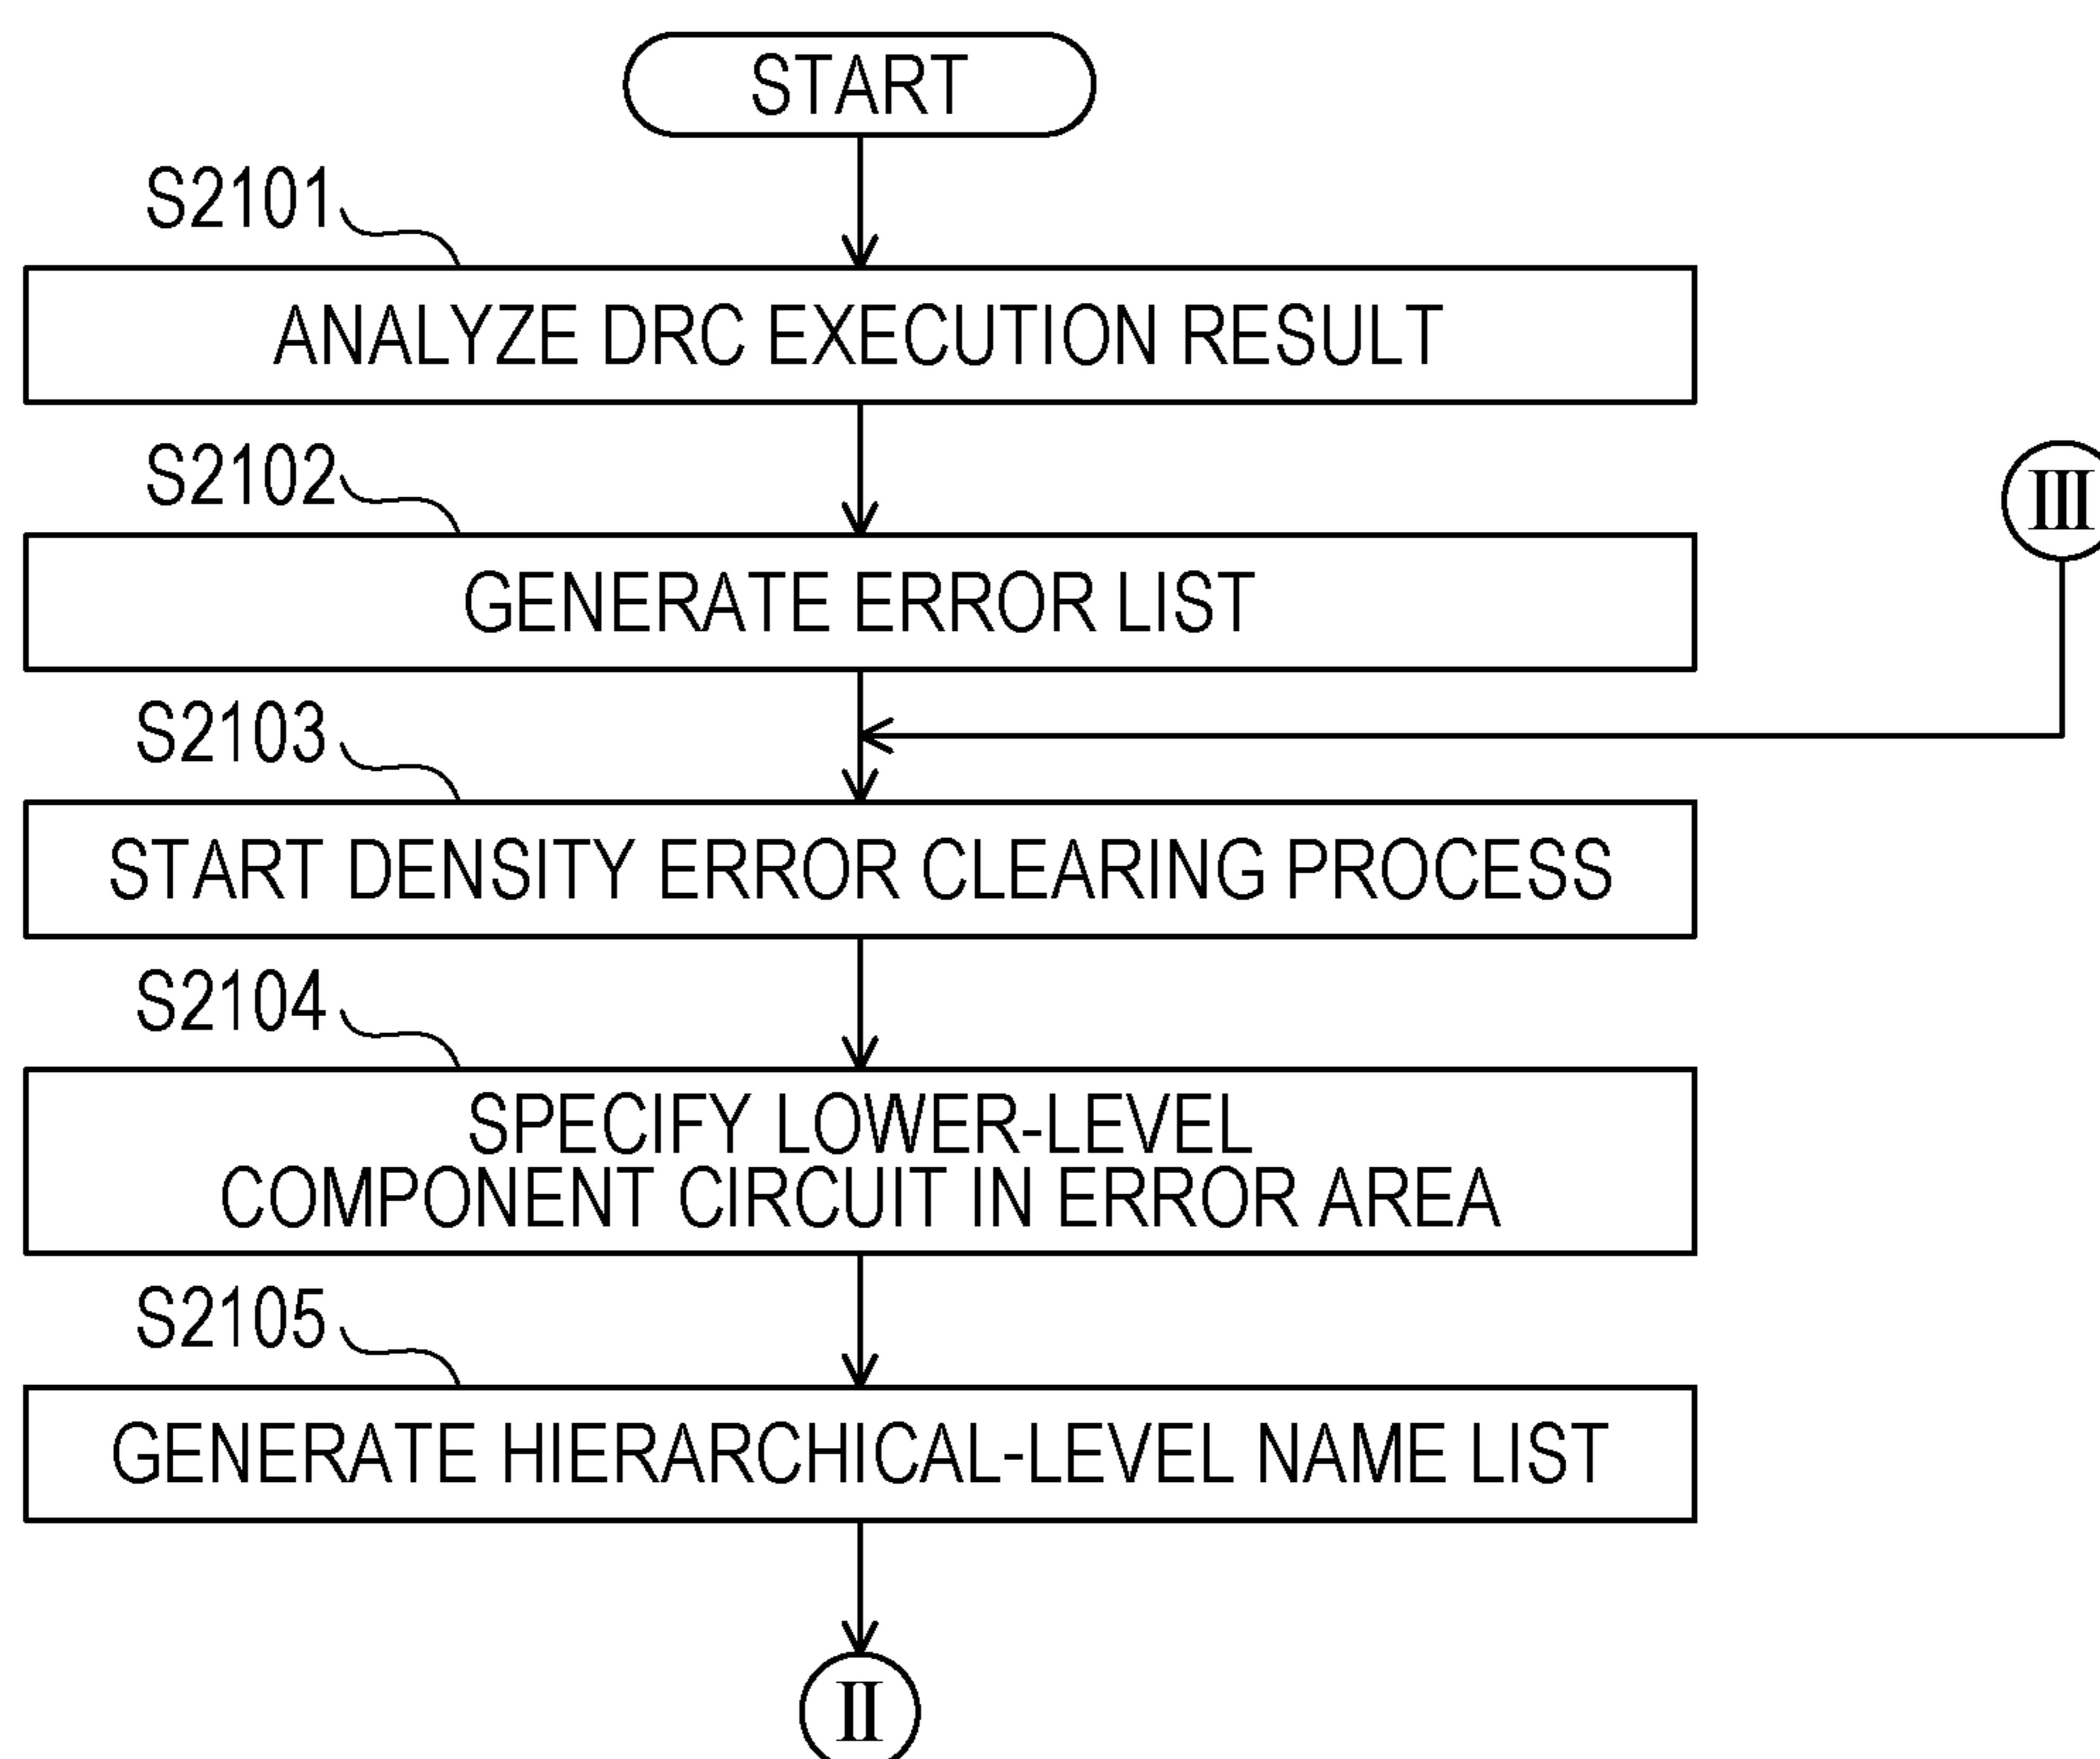 START
S2101
ANALYZE DRC EXECUTION RESULT
S2102
III
GENERATE ERROR LIST
S2103
START DENSITY ERROR CLEARING PROCESS
S2104
SPECIFY LOWER-LEVEL
COMPONENT CIRCUIT IN ERROR AREA
S2105
GENERATE HIERARCHICAL-LEVEL NAME LIST
II